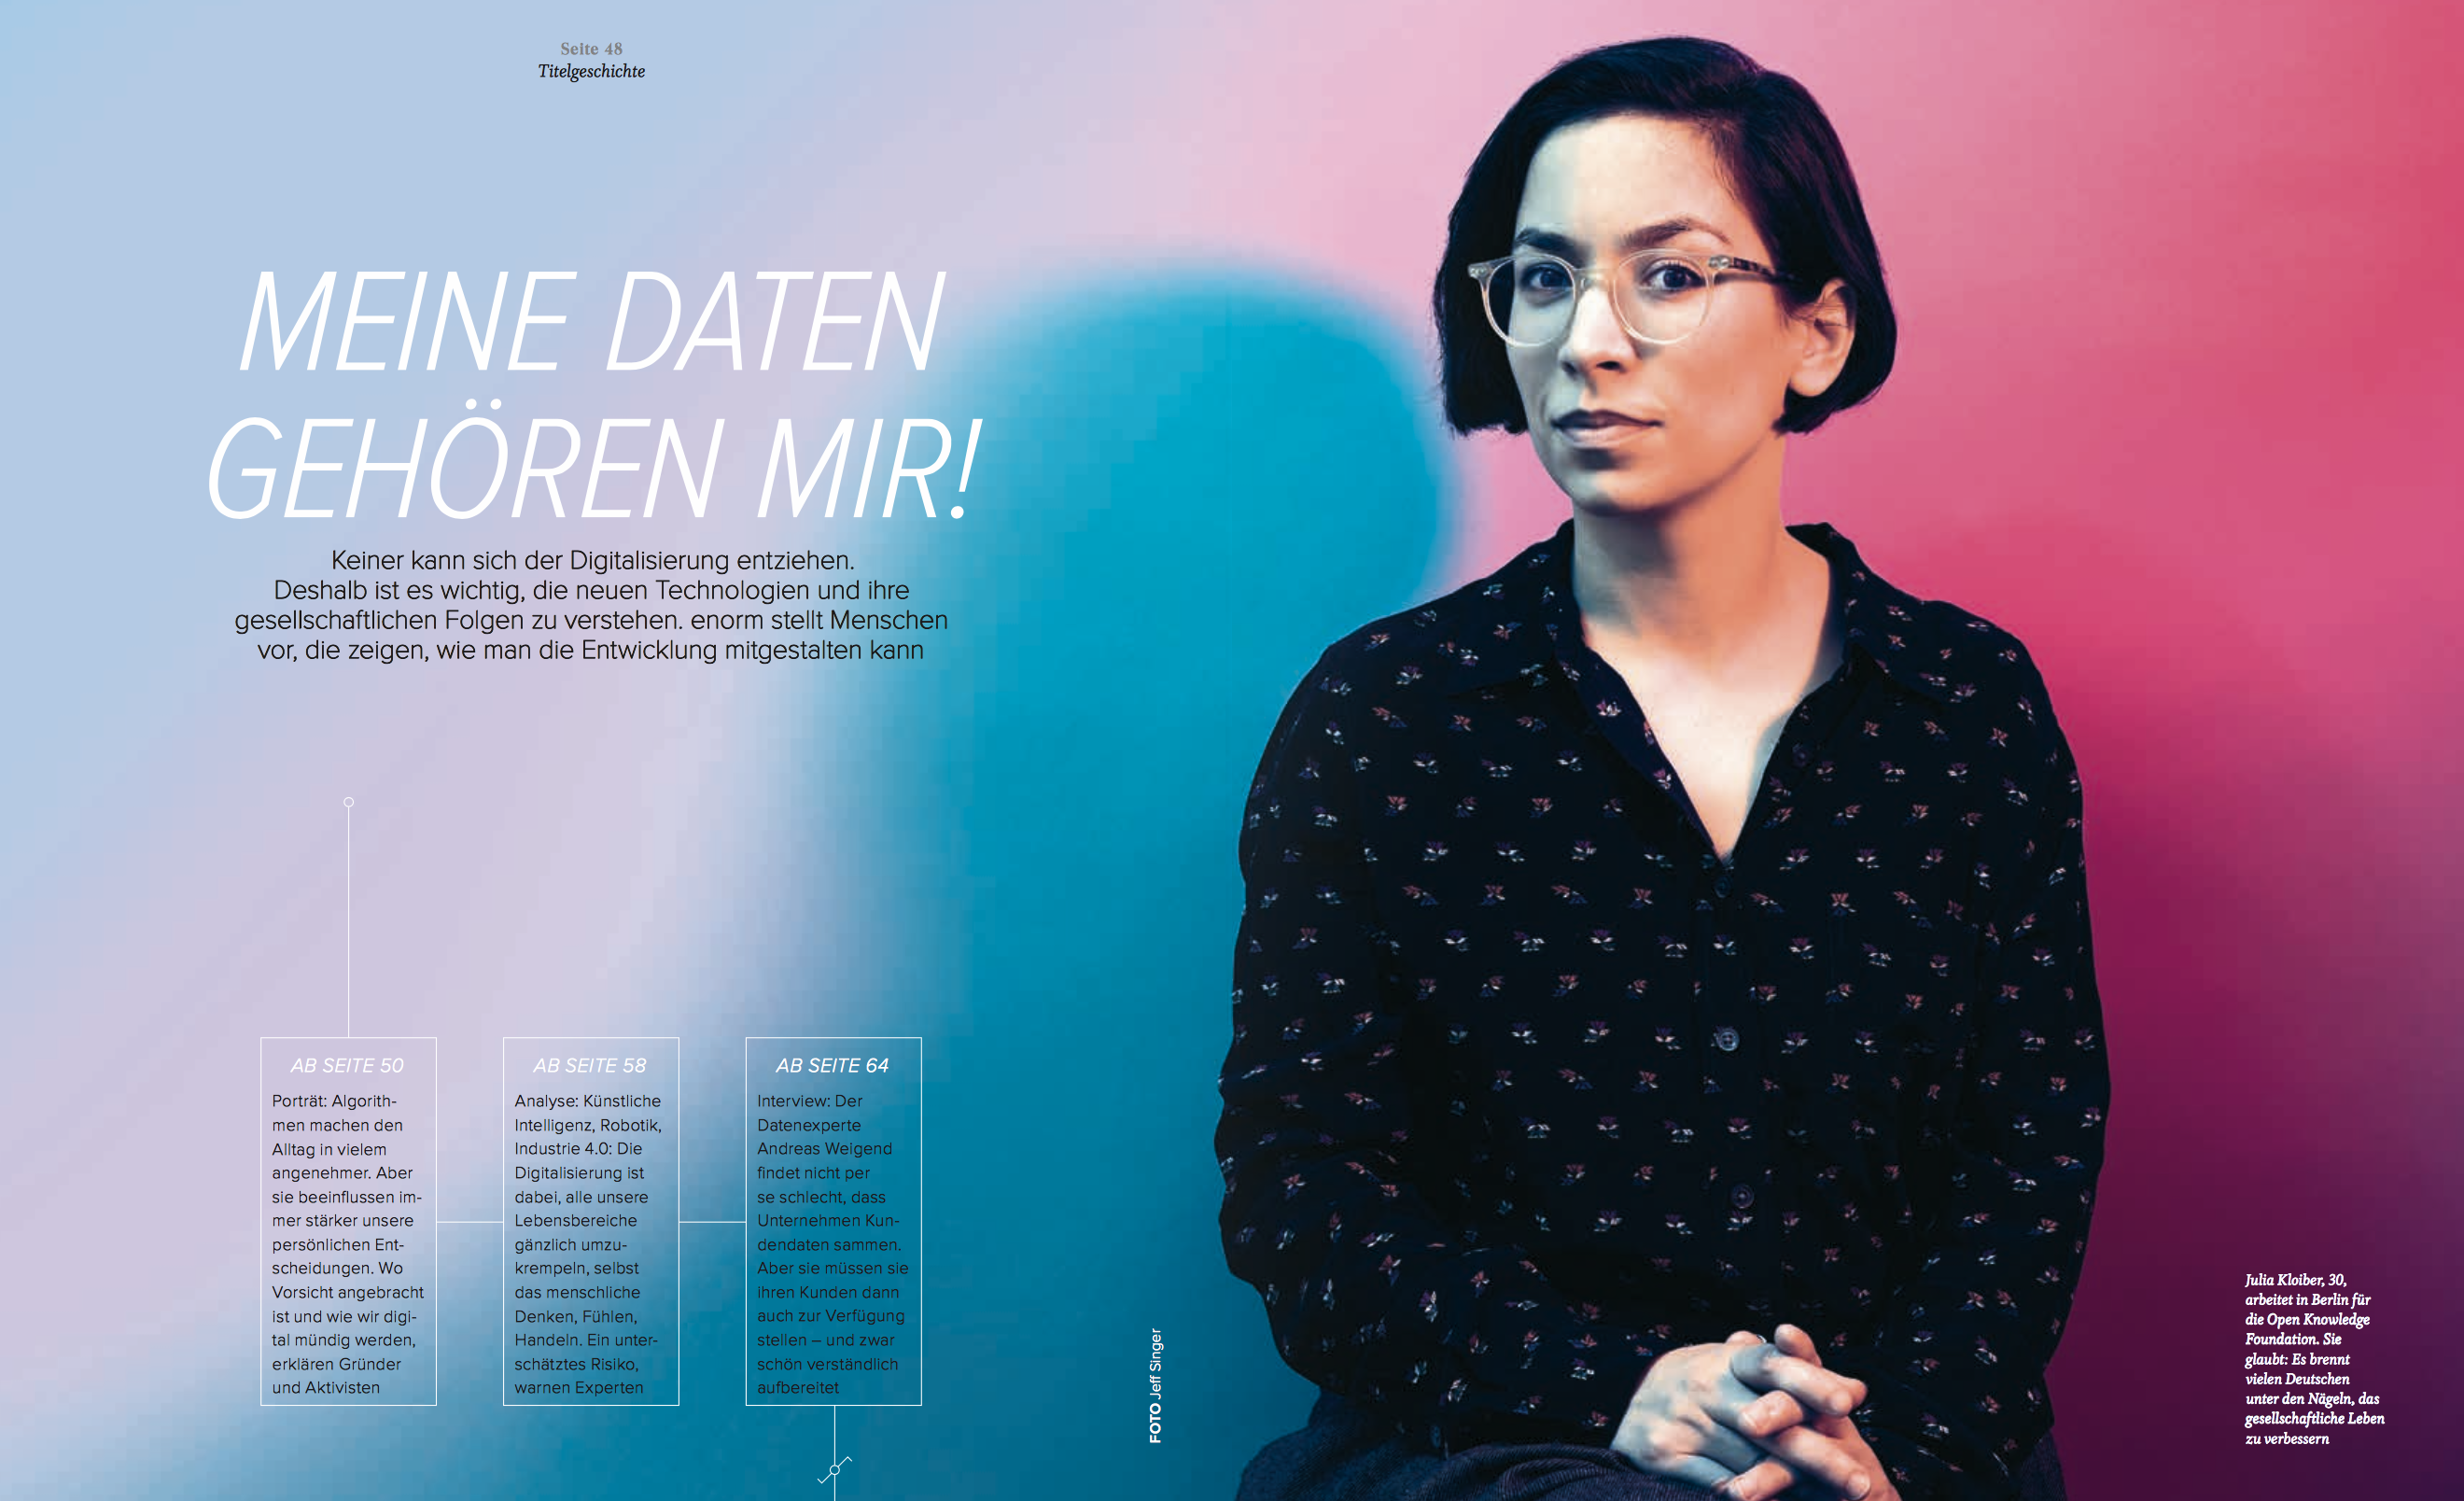 Seite 48
Titelgeschichte
MEINE DATEN
GEHÖREN MIR!
Keiner kann sich der Digitalisierung entziehen.
Deshalb ist es wichtig, die neuen Technologien und ihre
gesellschaftlichen Folgen zu verstehen. enorm stellt Menschen
vor, die zeigen, wie man die Entwicklung mitgestalten kann
AB SEITE 50
Porträt: Algorith-
men machen den
Alltag in vielem
angenehmer. Aber
sie beeinflussen im-
mer stärker unsere
persönlichen Ent-
scheidungen. Wo
Vorsicht angebracht
ist und wie wir digi-
tal mündig werden,
erklären Gründer
und Aktivisten
AB SEITE 58
Analyse: Künstliche
Intelligenz, Robotik,
Industrie 4.0: Die
Digitalisierung ist
dabei, alle unsere
Lebensbereiche
gänzlich umzu-
krempeln, selbst
das menschliche
Denken, Fühlen,
Handeln. Ein unter-
schätztes Risiko,
warnen Experten
AB SEITE 64
Interview: Der
Datenexperte
Andreas Weigend
findet nicht per
se schlecht, dass
Unternehmen Kun-
dendaten sammen.
Aber sie müssen sie
ihren Kunden dann
auch zur Verfügung
stellen – und zwar
schön verständlich
aufbereitet
FOTO Jeff Singer
Julia Kloiber, 30,
arbeitet in Berlin für
die Open Knowledge
Foundation. Sie
glaubt: Es brennt
vielen Deutschen
unter den Nägeln, das
gesellschaftliche Leben
zu verbessern